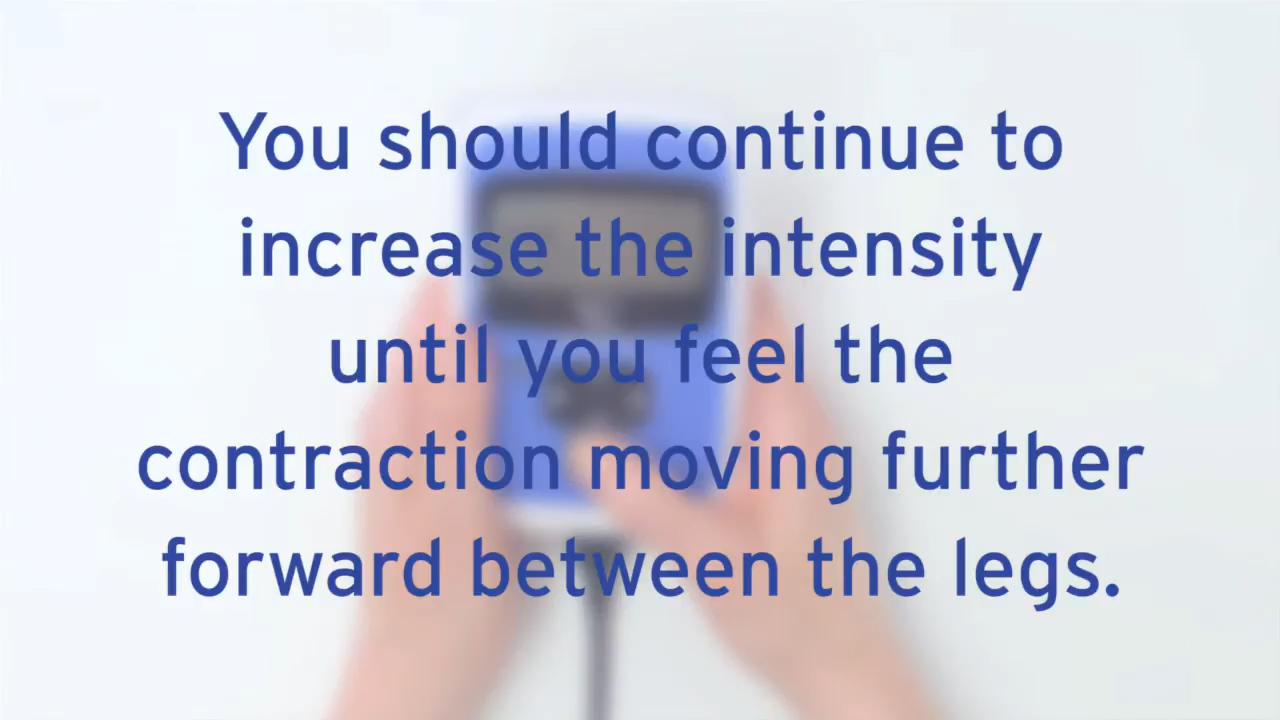 You should continue to
increase the intensity
until you feel the
contraction moving further
forward between the legs.